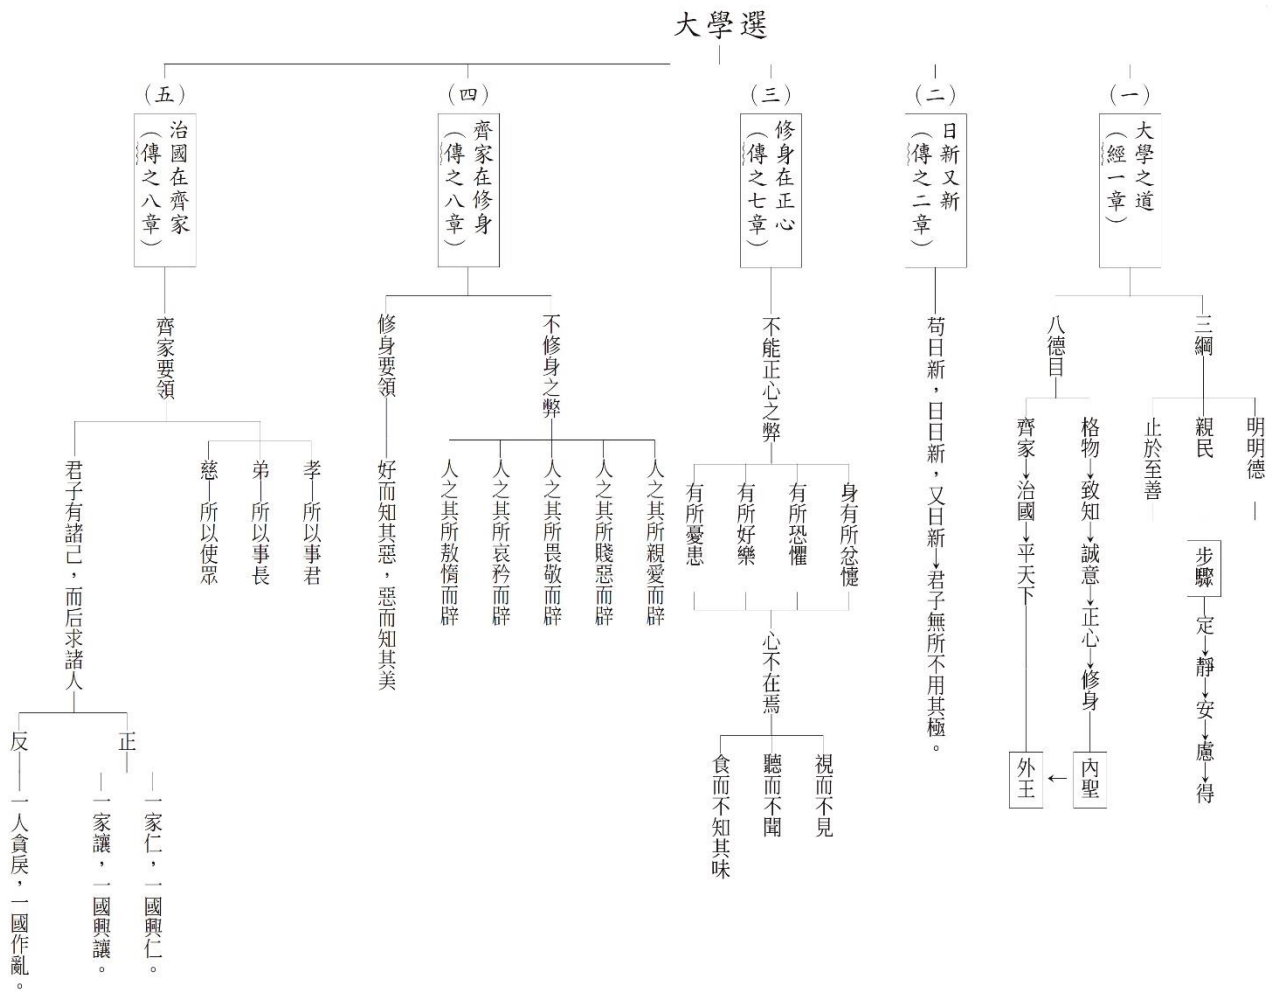 大學選
（一）
大學之道
（經一章）
三綱
明明德
親民
止於至善
步驟
定→靜→安→慮→得
八德目
格物→致知→誠意→正心→修身
內聖
←
齊家→治國→平天下
外王
（二）
日新又新
（傳之二章）
苟日新，日日新，又日新→君子無所不用其極。
（三）
修身在正心
（傳之七章）
不能正心之弊
身有所忿懥
有所恐懼
有所好樂
有所憂患
心不在焉
視而不見
聽而不聞
食而不知其味
（四）
齊家在修身
（傳之八章）
不修身之弊
人之其所親愛而辟
人之其所賤惡而辟
人之其所畏敬而辟
人之其所哀矜而辟
人之其所敖惰而辟
修身要領
好而知其惡，惡而知其美
（五）
治國在齊家
（傳之八章）
齊家要領
孝—所以事君
弟—所以事長
慈—所以使眾
君子有諸己，而后求諸人
正
一家仁，一國興仁。
一家讓，一國興讓。
反
一人貪戾，一國作亂。